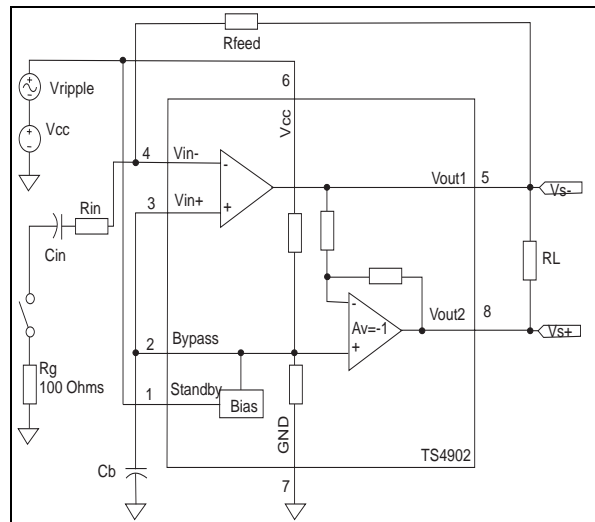 Rfeed
6
Vripple
Vcc
Vcc
4
Vin-
-
Vout1
5
Vs-
Rin
3
Vin+
+
Cin
RL
-
Av=-1
+
Vout2
8
Vs+
2
Bypass
Rg
100 Ohms
1
Standby
Bias
GND
TS4902
Cb
7